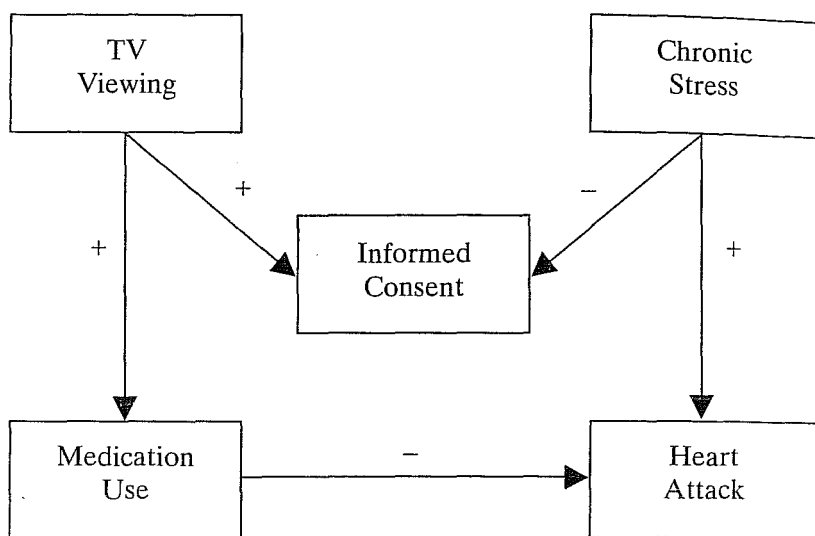 TV
Viewing
Chronic
Stress
+
–
Informed
Consent
+
+
Medication
Use
–
Heart
Attack